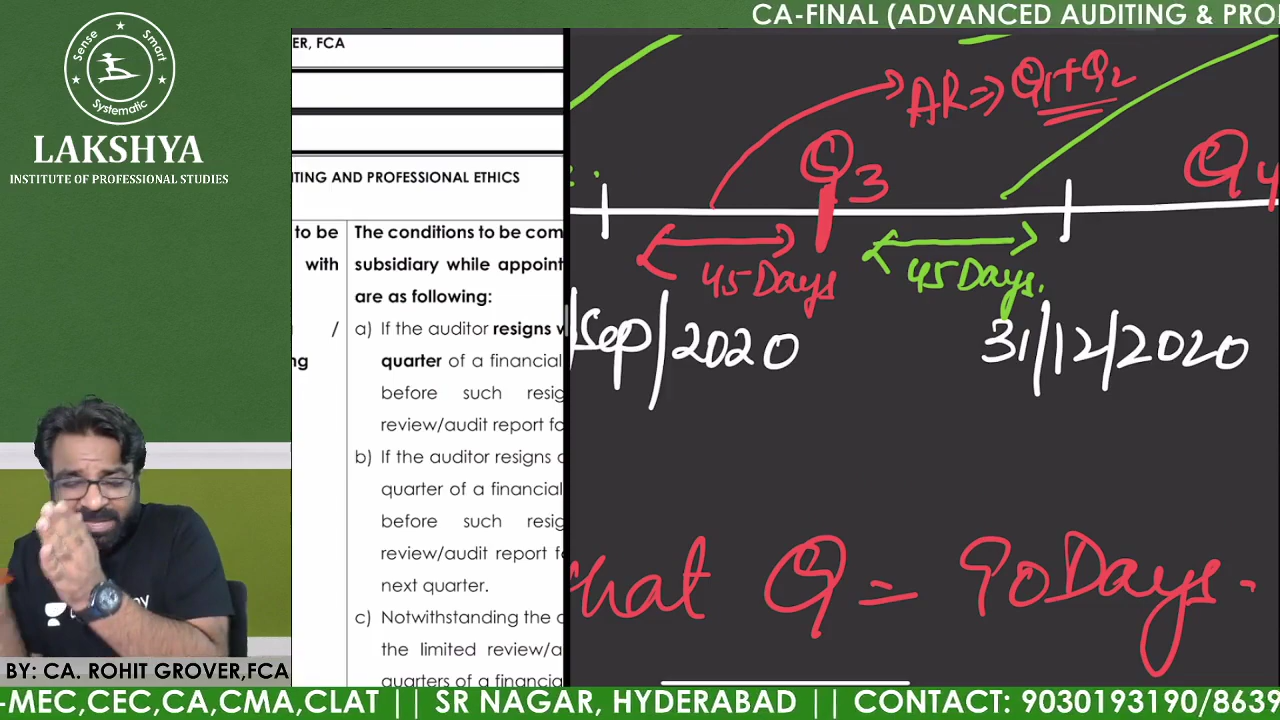 CA-FINAL (ADVANCED AUDITING & PRO
Sense
Smart
Systematic
LAKSHYA
INSTITUTE OF PROFESSIONAL STUDIES
ER, FCA
TING AND PROFESSIONAL ETHICS
to be
with
/
ng
The conditions to be com
subsidiary while appoint
are as following:
a) If the auditor resigns w
quarter of a financial
before such resig
review/audit report fo
b) If the auditor resigns a
quarter of a financial
before such resig
review/audit report fo
next quarter.
c) Notwithstanding the a
the limited review/a
quarters of a financia
AR⇒ Q1+Q2
Q3
Q4
45 Days
45 Days.
/Sep/2020
31/12/2020
that Q = 90 Days.
BY: CA. ROHIT GROVER,FCA
-MEC,CEC,CA,CMA,CLAT || SR NAGAR, HYDERABAD || CONTACT: 9030193190/8639